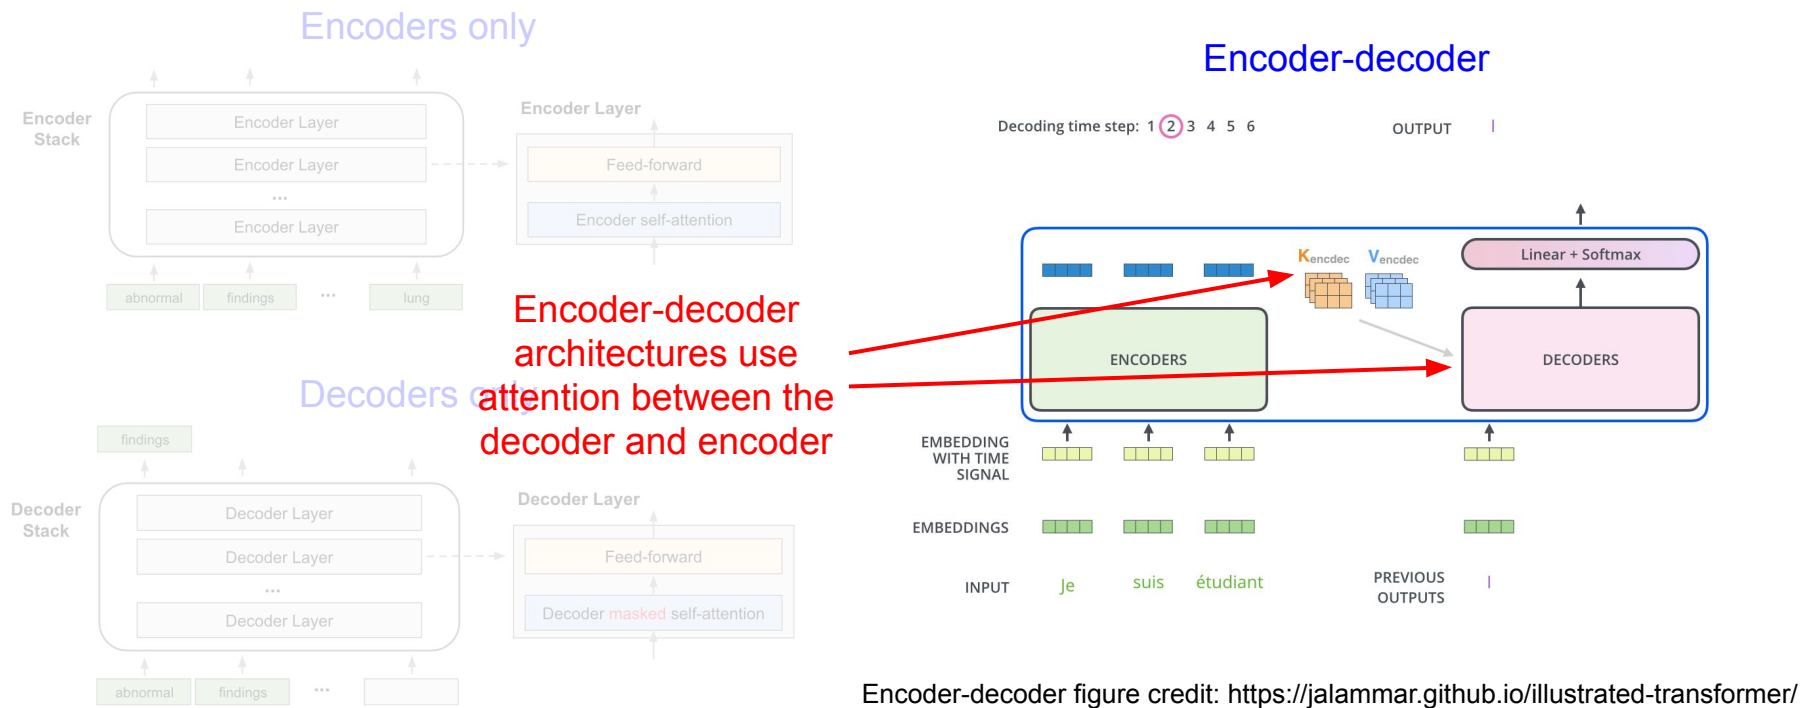 Encoders only
Encoder
Stack
Encoder Layer
Encoder Layer
...
Encoder Layer
abnormal
findings
...
lung
Encoder Layer
Feed-forward
Encoder self-attention
Encoder-decoder
architectures use
attention between the
decoder and encoder
Decoders only
findings
Decoder
Stack
Decoder Layer
Decoder Layer
...
Decoder Layer
abnormal
findings
...
Decoder Layer
Feed-forward
Decoder masked self-attention
Encoder-decoder
Decoding time step: 1 2 3 4 5 6
OUTPUT I
Kencdec
Vencdec
Linear + Softmax
ENCODERS
DECODERS
EMBEDDING
WITH TIME
SIGNAL
EMBEDDINGS
INPUT
Je suis étudiant
PREVIOUS
OUTPUTS
I
Encoder-decoder figure credit: https://jalammar.github.io/illustrated-transformer/